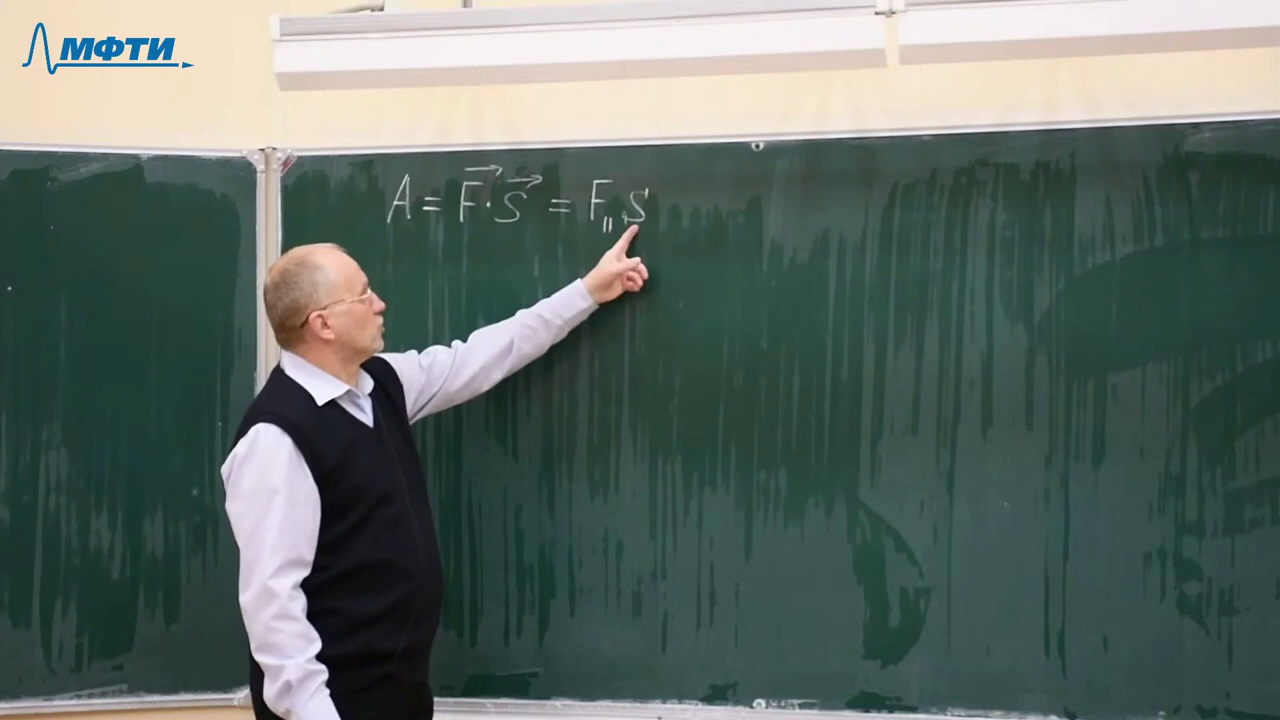 МФТИ
A = F⃗·S⃗ = F∥·S